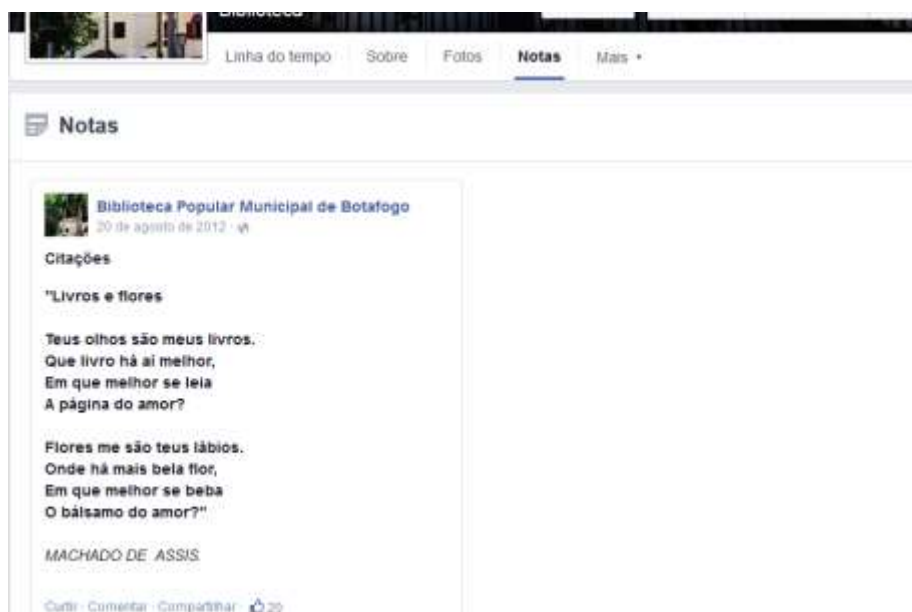 Biblioteca
Linha do tempo Sobre Fotos Notas Mais
Notas
Biblioteca Popular Municipal de Botafogo
20 de agosto de 2012
Citações
"Livros e flores
Teus olhos são meus livros.
Que livro há aí melhor,
Em que melhor se leia
A página do amor?
Flores me são teus lábios.
Onde há mais bela flor,
Em que melhor se beba
O bálsamo do amor?"
MACHADO DE ASSIS
Curtir · Comentar · Compartilhar · 20